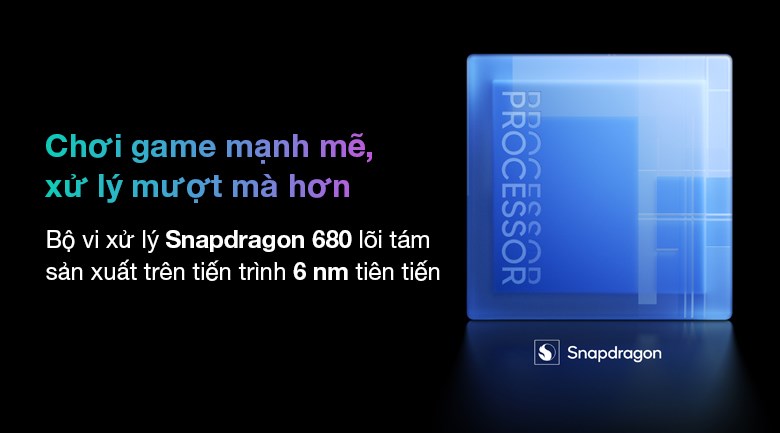 Chơi game mạnh mẽ,
xử lý mượt mà hơn
Bộ vi xử lý Snapdragon 680 lõi tám
sản xuất trên tiến trình 6 nm tiên tiến
PROCESSOR
PROCESSOR
Snapdragon